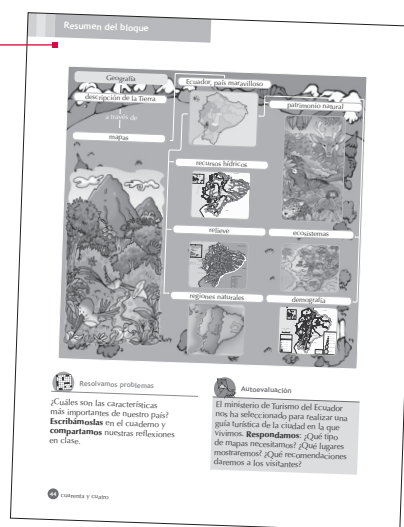 Resumen del bloque
Geografía
descripción de la Tierra
a través de
mapas
Ecuador, país maravilloso
patrimonio natural
recursos hídricos
relieve
ecosistemas
regiones naturales
demografía
Resolvamos problemas
¿Cuáles son las características
más importantes de nuestro país?
Escribámoslas en el cuaderno y
compartamos nuestras reflexiones
en clase.
Autoevaluación
El ministerio de Turismo del Ecuador
nos ha seleccionado para realizar una
guía turística de la ciudad en la que
vivimos. Respondamos: ¿Qué tipo
de mapas necesitamos? ¿Qué lugares
mostraremos? ¿Qué recomendaciones
daremos a los visitantes?
44 cuarenta y cuatro